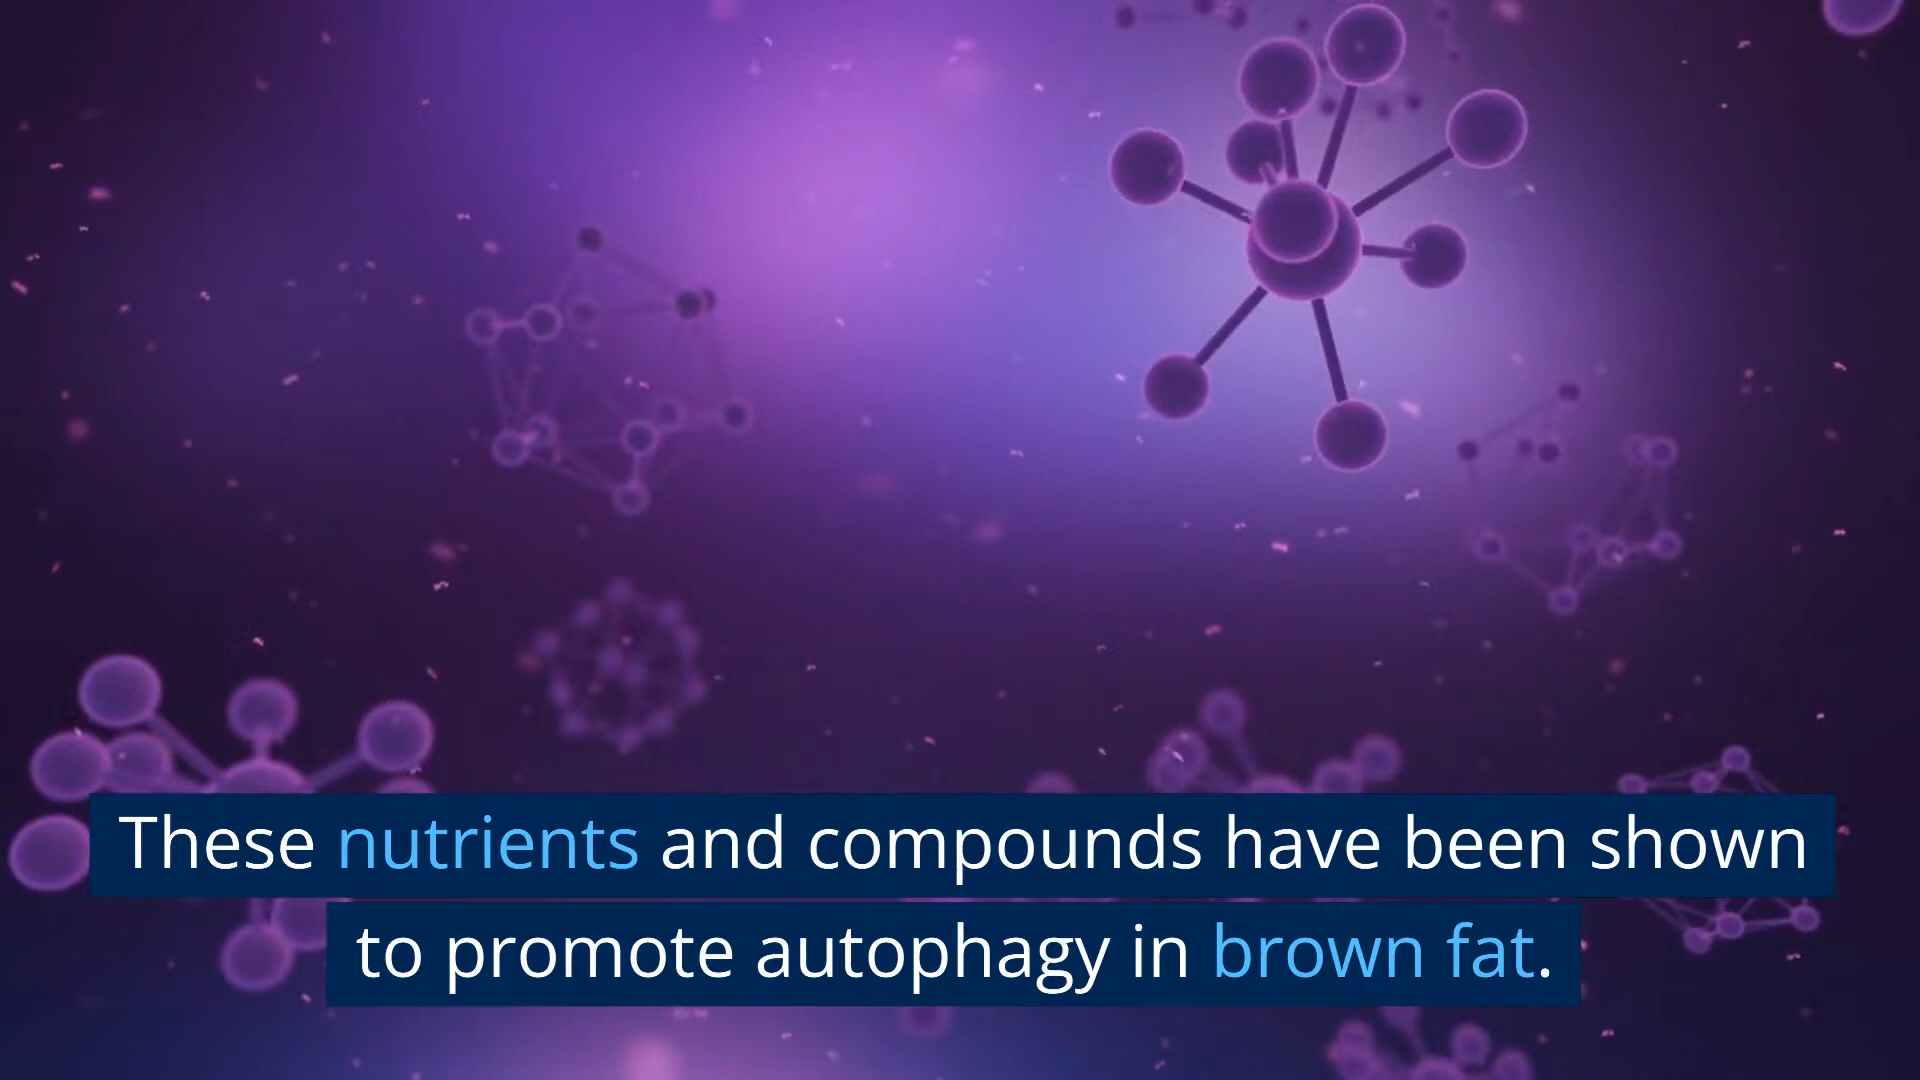 These nutrients and compounds have been shown
to promote autophagy in brown fat.